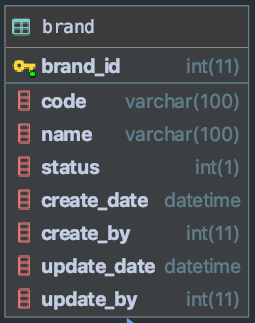 brand
brand_id int(11)
code varchar(100)
name varchar(100)
status int(1)
create_date datetime
create_by int(11)
update_date datetime
update_by int(11)